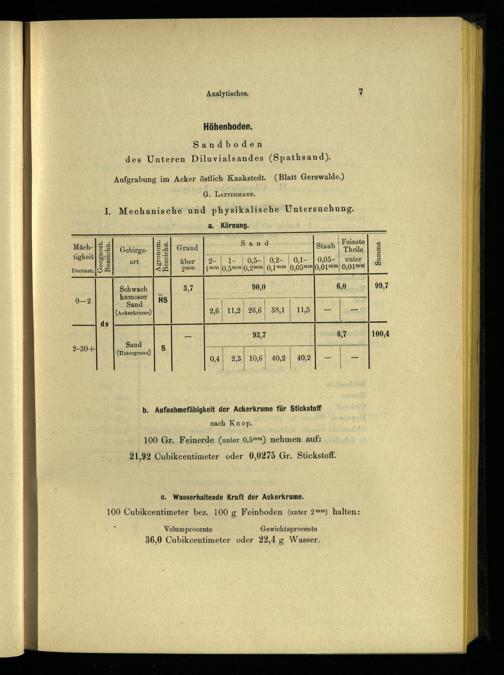 Analytisches. 7
Höhenboden.
Sandboden
des Unteren Diluvialsandes (Spathsand).
Aufgrabung im Acker östlich Kaakstedt. (Blatt Gerswalde.)
G. Lattermann.
I. Mechanische und physikalische Untersuchung.
a. Körnung.
Mächtigkeit Decimet. | Geognost. Bezeichn. | Gebirgsart | Agronom. Bezeichn. | Grand über 2mm | Sand | Staub | Feinste Theile | Summa
2–1mm | 1–0,5mm | 0,5–0,2mm | 0,2–0,1mm | 0,1–0,05mm | 0,05–0,01mm | unter 0,01mm
0–2 | ds | Schwach humoser Sand (Ackerkrume) | HS | 3,7 | 90,0 | 6,0 | 99,7
2,6 | 11,2 | 26,6 | 38,1 | 11,5 | — | —
2-30+ | Sand (Untergrund) | S | — | 93,7 | 6,7 | 100,4
0,4 | 2,3 | 10,6 | 40,2 | 40,2 | — | —
b. Aufnahmefähigkeit der Ackerkrume für Stickstoff
nach Knop.
100 Gr. Feinerde (unter 0,5mm) nehmen auf:
21,92 Cubikcentimeter oder 0,0275 Gr. Stickstoff.
c. Wasserhaltende Kraft der Ackerkrume.
100 Cubikcentimeter bez. 100 g Feinboden (unter 2mm) halten:
Volumprocente Gewichtsprocente
36,0 Cubikcentimeter oder 22,4 g Wasser.